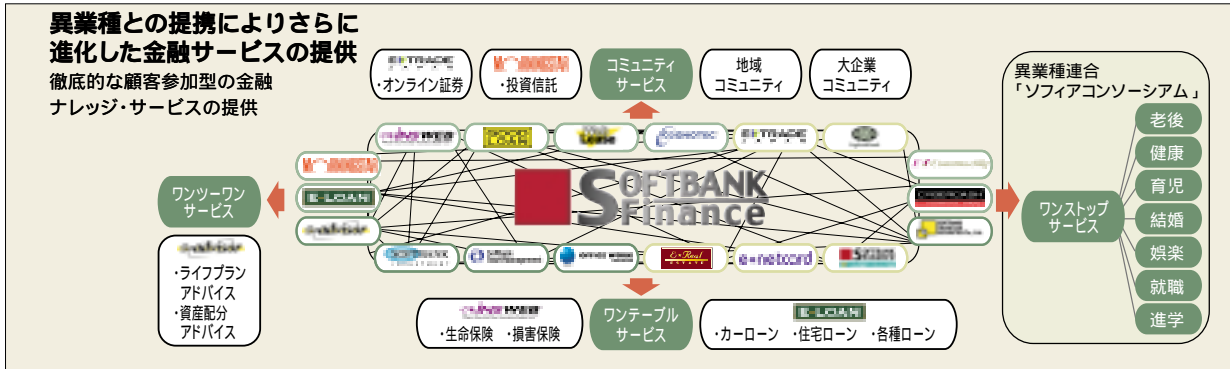 異業種との提携によりさらに
進化した金融サービスの提供
徹底的な顧客参加型の金融
ナレッジ・サービスの提供
E*TRADE
・オンライン証券
・投資信託
コミュニティ
サービス
地域
コミュニティ
大企業
コミュニティ
異業種連合
「ソフィアコンソーシアム」
老後
健康
育児
結婚
娯楽
就職
進学
ワンストップ
サービス
GOOD
LOAN
E*TRADE
E-LOAN
SOFTBANK
Finance
ワンツーワン
サービス
・ライフプラン
アドバイス
・資産配分
アドバイス
OFFICE WORK
e-Real
ESTATE
e-netcard
ワンテーブル
サービス
・生命保険 ・損害保険
E-LOAN
・カーローン ・住宅ローン ・各種ローン